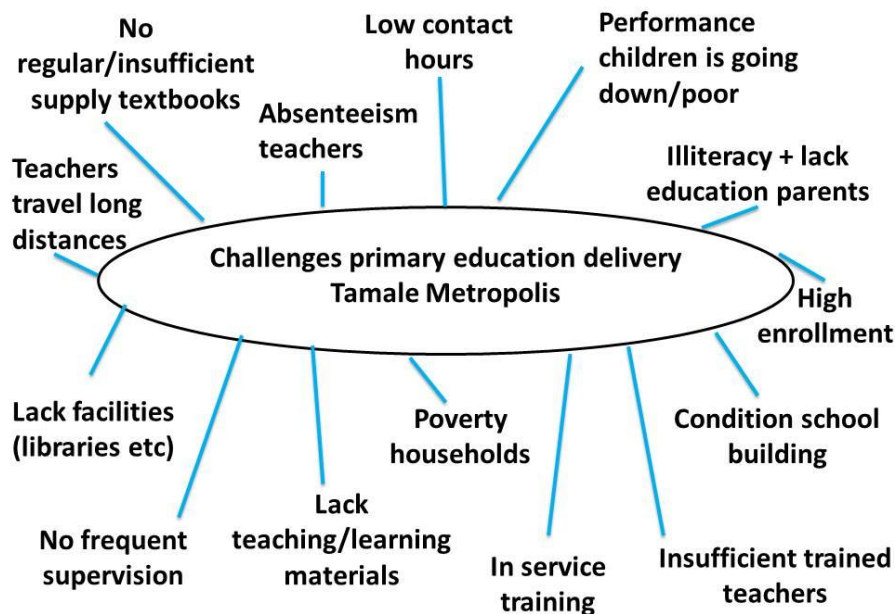 No
regular/insufficient
supply textbooks
Low contact
hours
Performance
children is going
down/poor
Absenteeism
teachers
Teachers
travel long
distances
Illiteracy + lack
education parents
Challenges primary education delivery
Tamale Metropolis
High
enrollment
Lack facilities
(libraries etc)
Poverty
households
Condition school
building
No frequent
supervision
Lack
teaching/learning
materials
In service
training
Insufficient trained
teachers